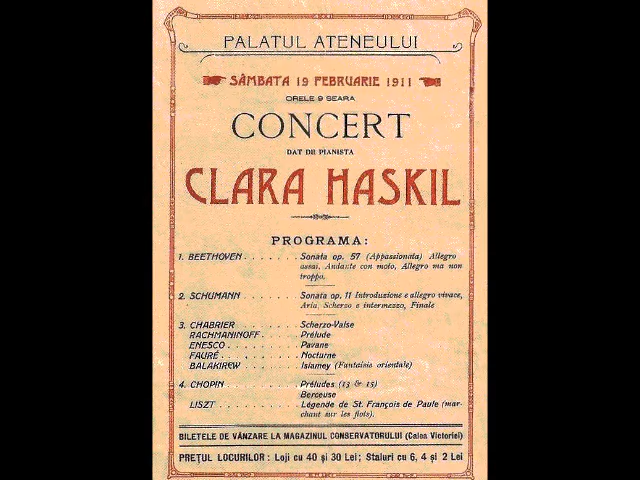 PALATUL ATENEULUI
SÂMBATA 19 FEBRUARIE 1911
ORELE 9 SEARA
CONCERT
DAT DE PIANISTA
CLARA HASKIL
PROGRAMA:
1. BEETHOVEN . . . . . . . Sonata op. 57 (Appassionata) Allegro
assai, Andante con moto, Allegro ma non
troppo.
2. SCHUMANN . . . . . . . Sonata op. 11 Introduzione e allegro vivace,
Aria, Scherzo e intermezzo, Finale
3. CHABRIER . . . . . . . Scherzo-Valse
RACHMANINOFF . . . . Prélude
ENESCO . . . . . . . . Pavane
FAURÉ . . . . . . . . Nocturne
BALAKIREW . . . . . . Islamey (Fantaisie orientale)
4. CHOPIN . . . . . . . . Préludes (13 & 15)
Berceuse
LISZT . . . . . . . . . Légende de St. François de Paule (mar-
chant sur les flots).
BILETELE DE VÂNZARE LA MAGAZINUL CONSERVATORULUI (Calea Victoriei)
PREȚUL LOCURILOR : Loji cu 40 și 30 Lei; Staluri cu 6, 4 și 2 Lei